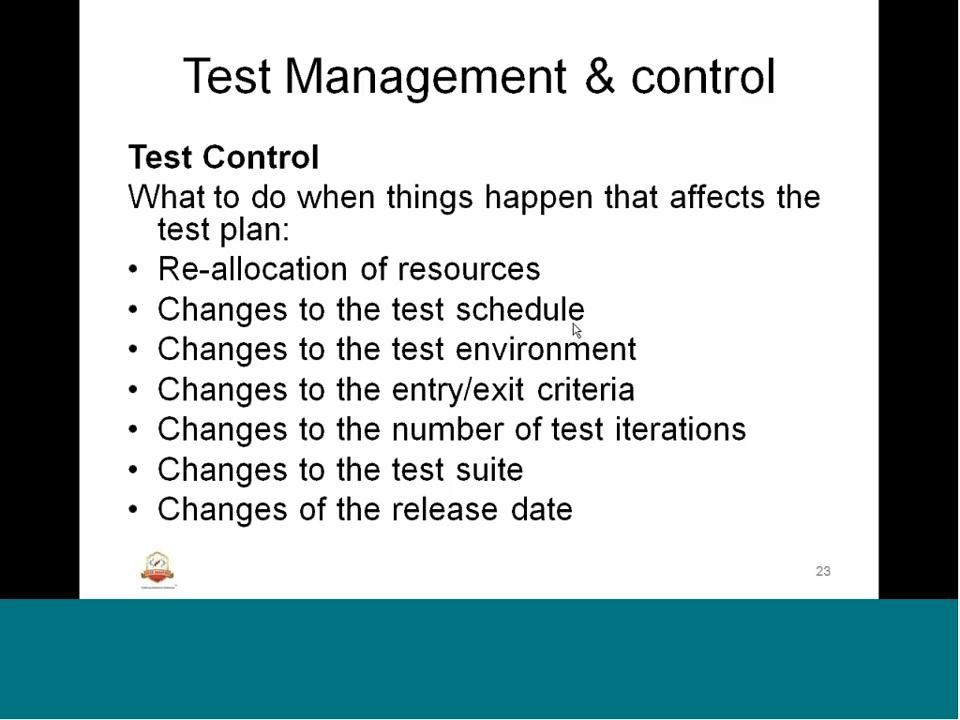 Test Management & control
Test Control
What to do when things happen that affects the
test plan:
• Re-allocation of resources
• Changes to the test schedule
• Changes to the test environment
• Changes to the entry/exit criteria
• Changes to the number of test iterations
• Changes to the test suite
• Changes of the release date
23